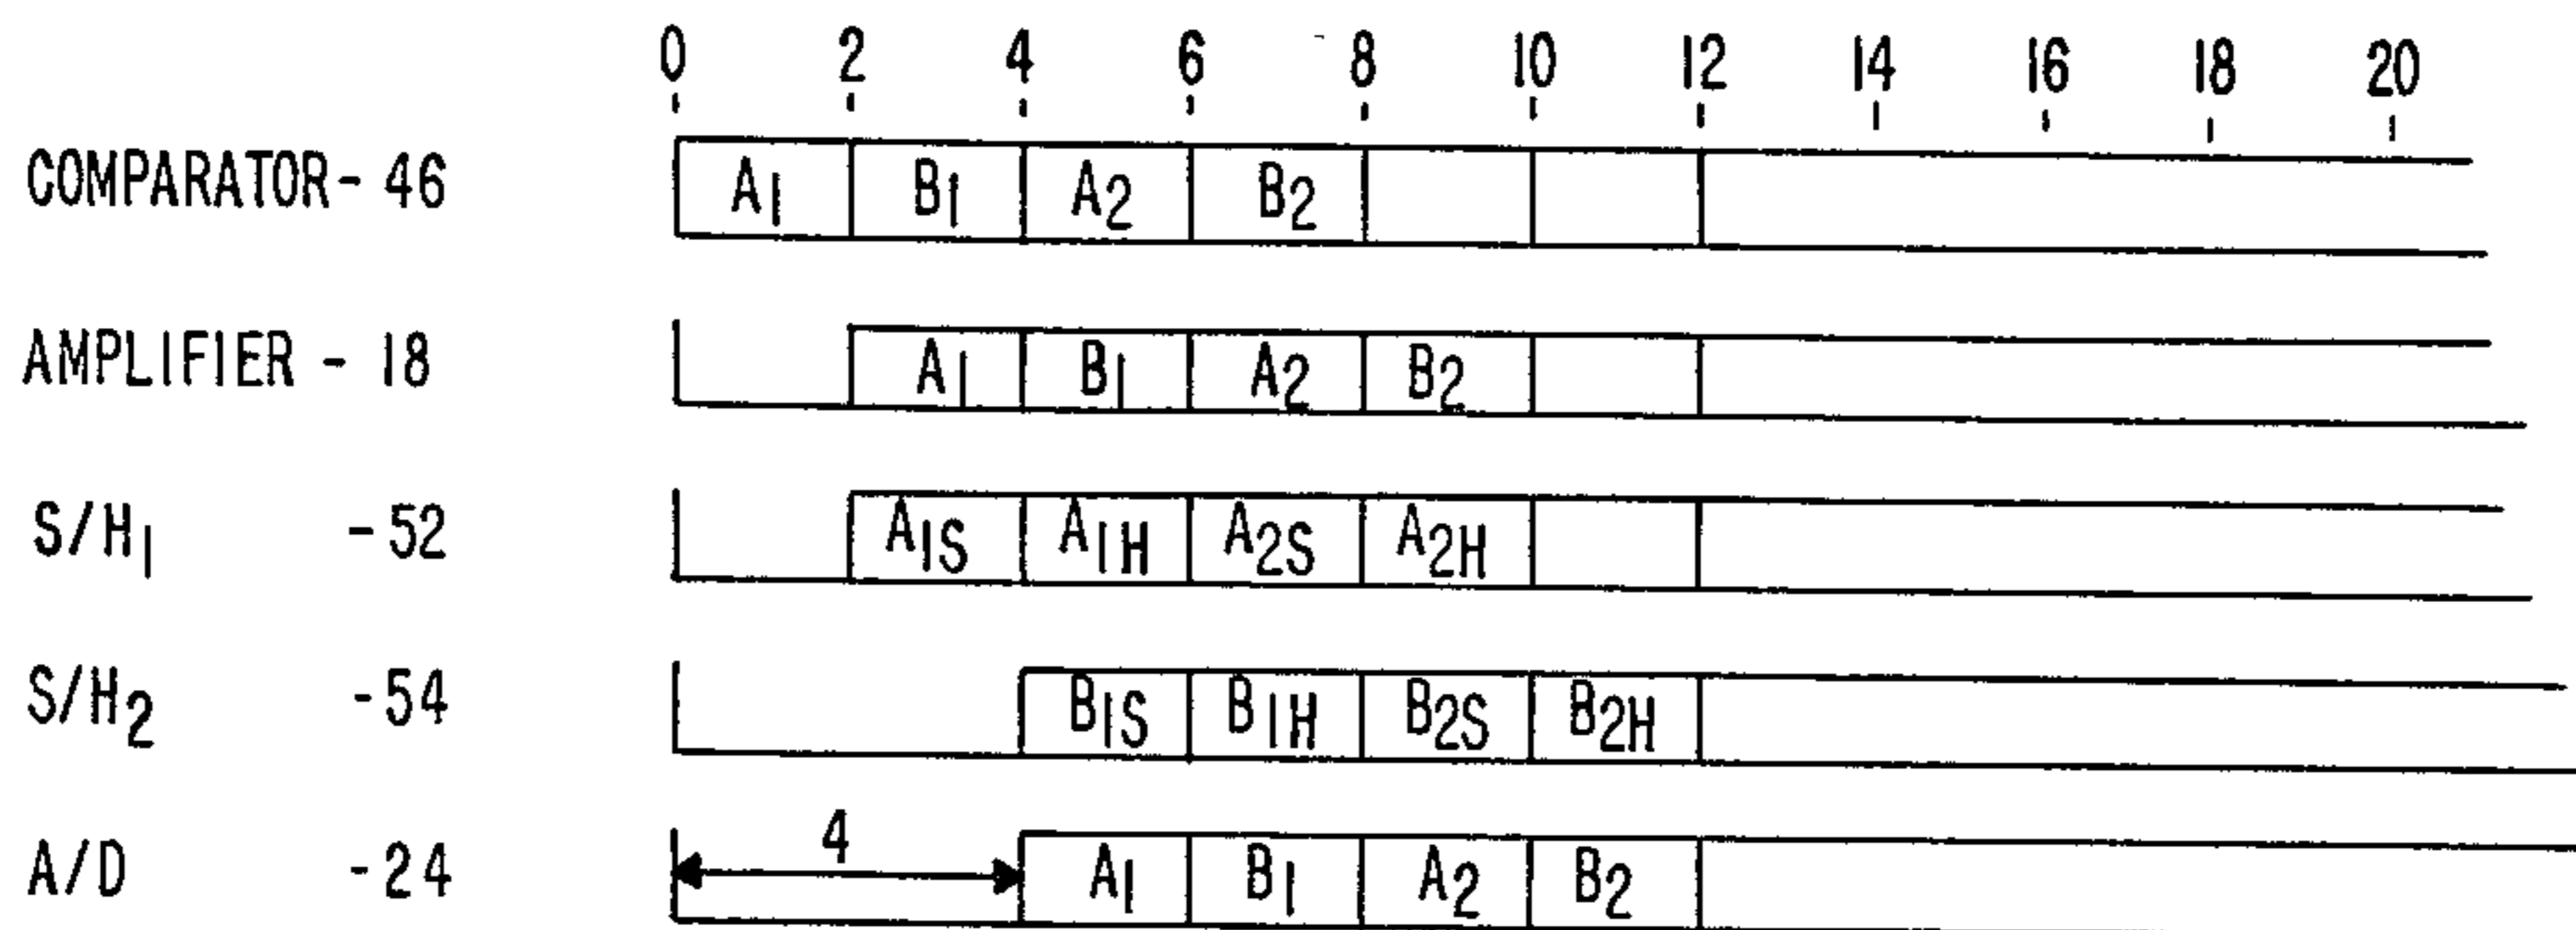 0 2 4 6 8 10 12 14 16 18 20
COMPARATOR- 46 A1 B1 A2 B2
AMPLIFIER - 18 A1 B1 A2 B2
S/H1 -52 A1S A1H A2S A2H
S/H2 -54 B1S B1H B2S B2H
A/D -24 4 A1 B1 A2 B2